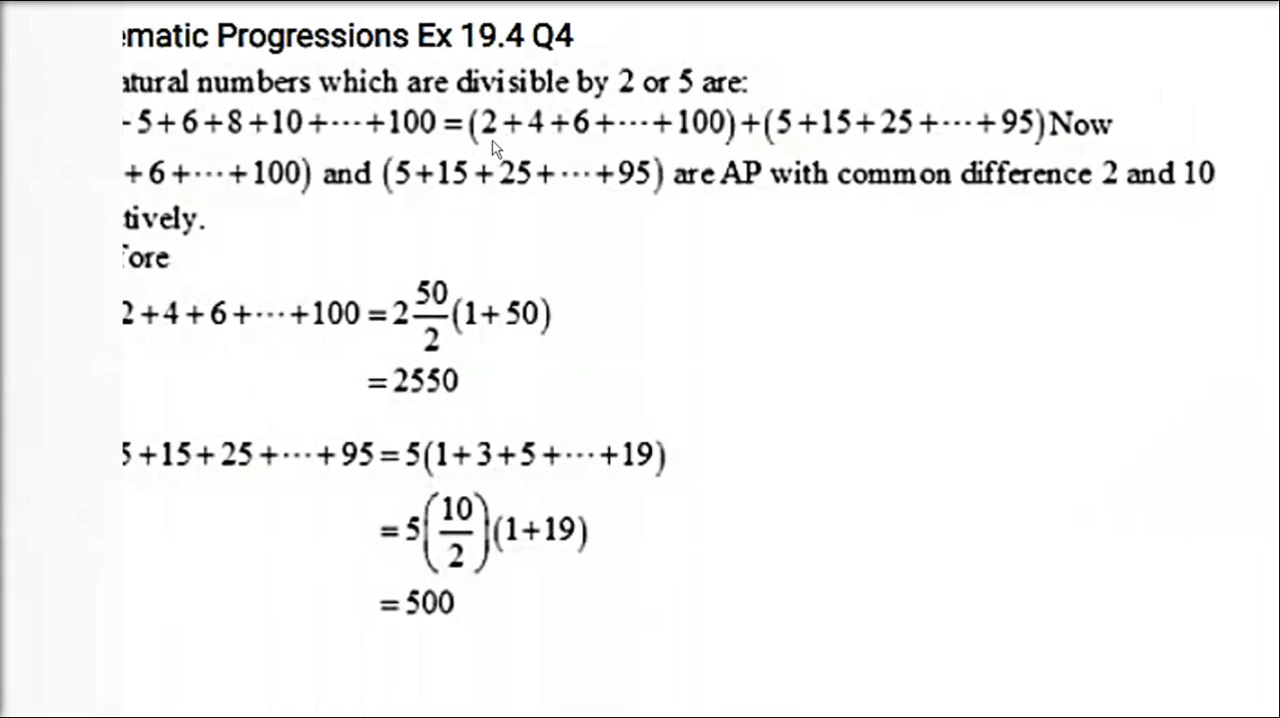 ematic Progressions Ex 19.4 Q4
atural numbers which are divisible by 2 or 5 are:
-5+6+8+10+⋯+100=(2+4+6+⋯+100)+(5+15+25+⋯+95)Now
+6+⋯+100) and (5+15+25+⋯+95) are AP with common difference 2 and 10
tively.
fore
2+4+6+⋯+100=2 50/2 (1+50)
=2550
5+15+25+⋯+95=5(1+3+5+⋯+19)
=5(10/2)(1+19)
=500